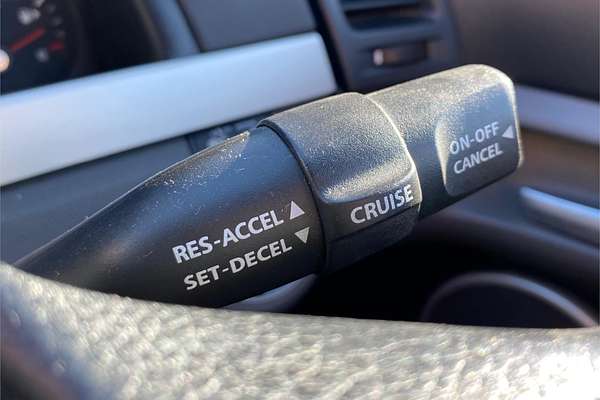 RES-ACCEL ▲
SET-DECEL ▼
CRUISE
ON-OFF
CANCEL ◀